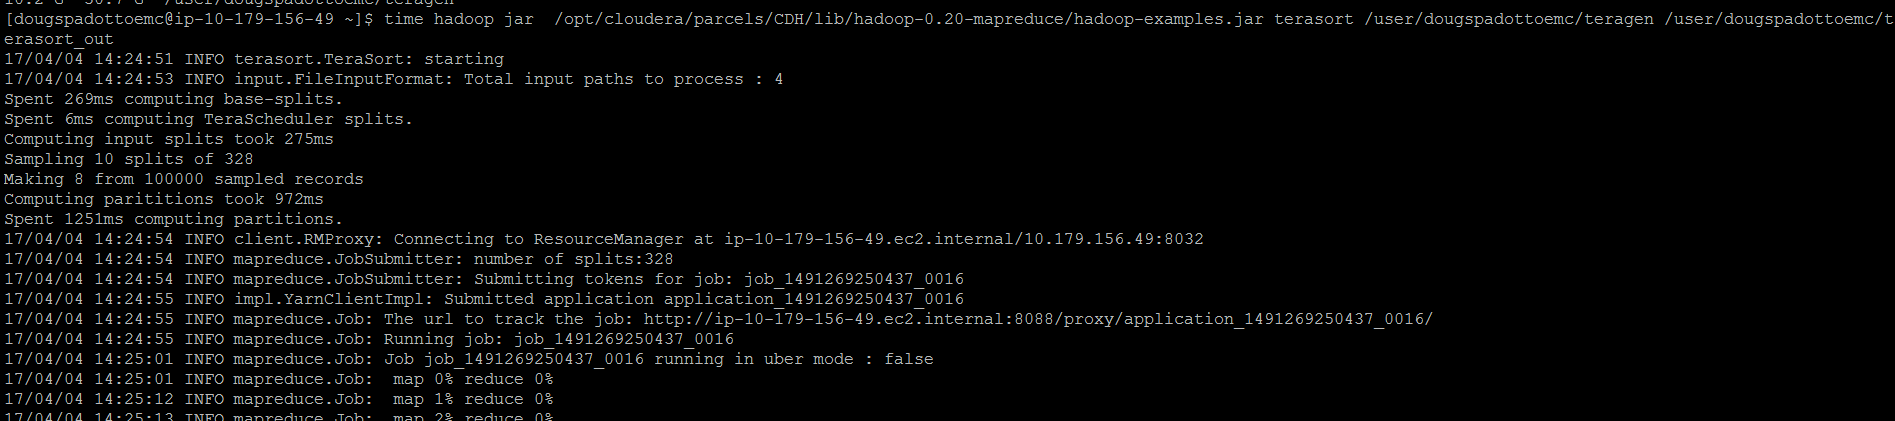 10.2 G  30.7 G  /user/dougspadottoemc/teragen
[dougspadottoemc@ip-10-179-156-49 ~]$ time hadoop jar  /opt/cloudera/parcels/CDH/lib/hadoop-0.20-mapreduce/hadoop-examples.jar terasort /user/dougspadottoemc/teragen /user/dougspadottoemc/t
erasort_out
17/04/04 14:24:51 INFO terasort.TeraSort: starting
17/04/04 14:24:53 INFO input.FileInputFormat: Total input paths to process : 4
Spent 269ms computing base-splits.
Spent 6ms computing TeraScheduler splits.
Computing input splits took 275ms
Sampling 10 splits of 328
Making 8 from 100000 sampled records
Computing parititions took 972ms
Spent 1251ms computing partitions.
17/04/04 14:24:54 INFO client.RMProxy: Connecting to ResourceManager at ip-10-179-156-49.ec2.internal/10.179.156.49:8032
17/04/04 14:24:54 INFO mapreduce.JobSubmitter: number of splits:328
17/04/04 14:24:54 INFO mapreduce.JobSubmitter: Submitting tokens for job: job_1491269250437_0016
17/04/04 14:24:55 INFO impl.YarnClientImpl: Submitted application application_1491269250437_0016
17/04/04 14:24:55 INFO mapreduce.Job: The url to track the job: http://ip-10-179-156-49.ec2.internal:8088/proxy/application_1491269250437_0016/
17/04/04 14:24:55 INFO mapreduce.Job: Running job: job_1491269250437_0016
17/04/04 14:25:01 INFO mapreduce.Job: Job job_1491269250437_0016 running in uber mode : false
17/04/04 14:25:01 INFO mapreduce.Job:  map 0% reduce 0%
17/04/04 14:25:12 INFO mapreduce.Job:  map 1% reduce 0%
17/04/04 14:25:13 INFO mapreduce.Job:  map 2% reduce 0%